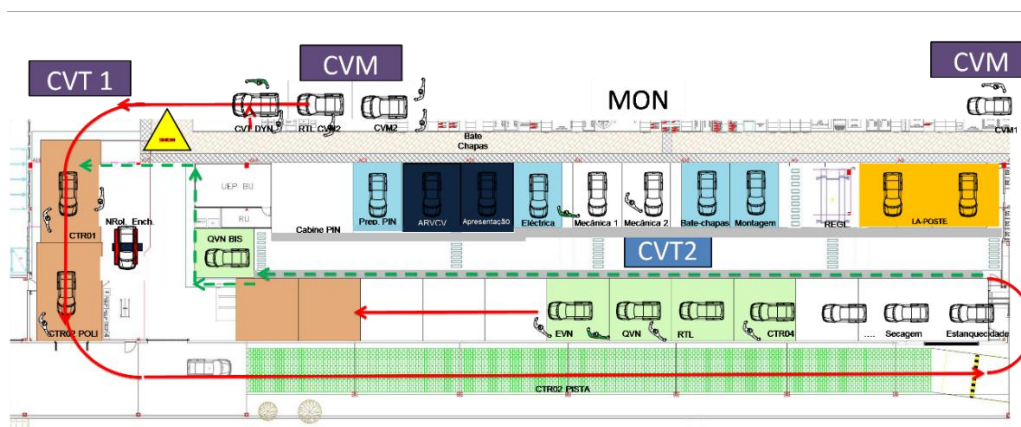 CVM
CVM
CVT 1
MON
CVT DYN
RTL CVM2
CVM2
CVM1
Bate
Chapas
UEP BU
RU
Prep. PIN
ARVCV
Apresentação
Eléctrica
Mecânica 1
Mecânica 2
Bate-chapas
Montagem
REGL
LA-POSTE
NRol. Ench.
CTR01
QVN BIS
Cabine PIN
CVT2
CTR02 POLI
EVN
QVN
RTL
CTR04
....
Secagem
Estanquecidade
CTR02 PISTA